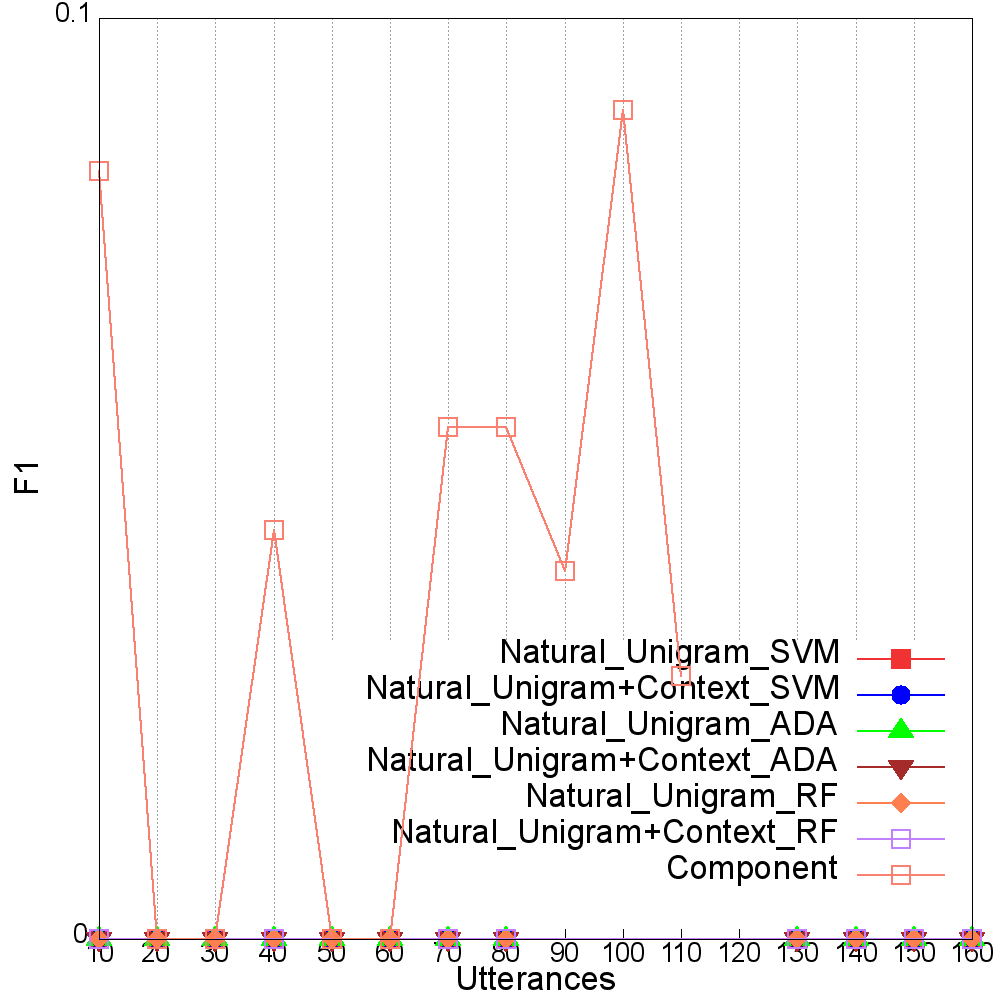 0.1
F1
Natural_Unigram_SVM
Natural_Unigram+Context_SVM
Natural_Unigram_ADA
Natural_Unigram+Context_ADA
Natural_Unigram_RF
Natural_Unigram+Context_RF
Component
0
10 20 30 40 50 60 70 80 90 100 110 120 130 140 150 160
Utterances